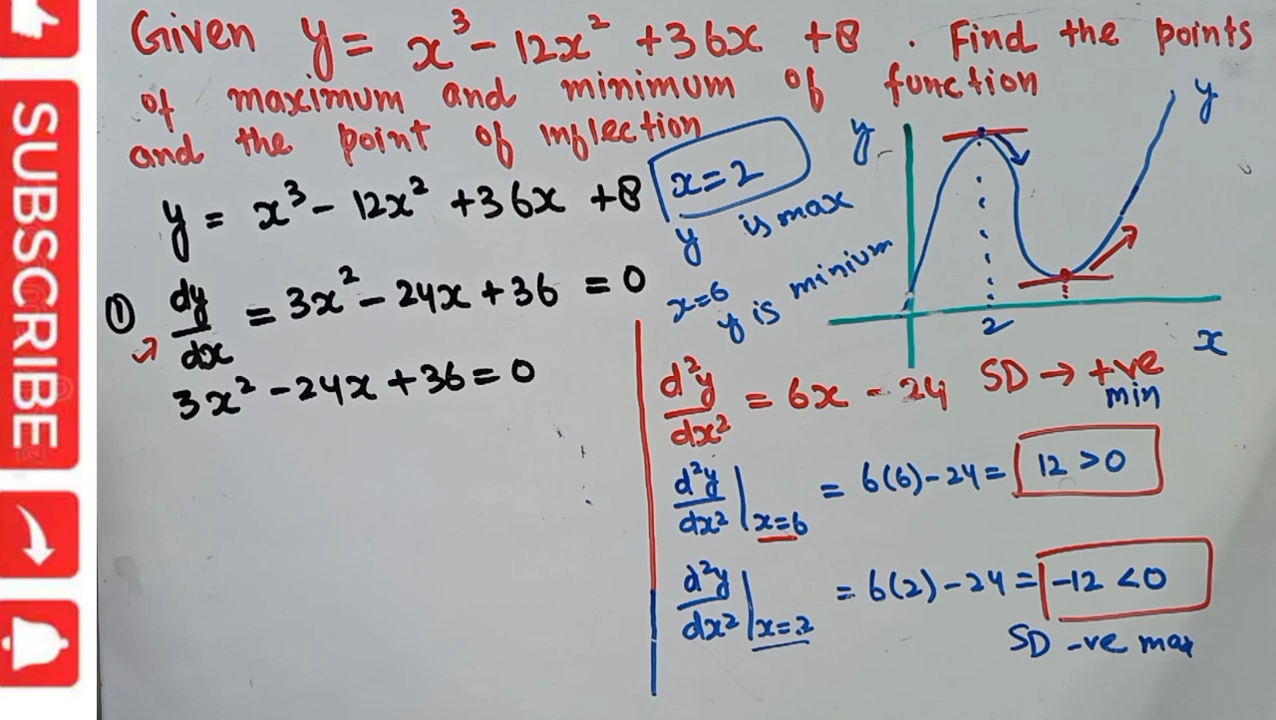 SUBSCRIBE
Given y = x³ - 12x² + 36x + 8 . Find the points
of maximum and minimum of function
and the point of inflection
y = x³ - 12x² + 36x + 8
① dy/dx = 3x² - 24x + 36 = 0
3x² - 24x + 36 = 0
x = 2
y is max
x=6
y is minium
y
y
2
x
d²y/dx² = 6x - 24 SD → +ve
min
d²y/dx² |x=6 = 6(6) - 24 = 12 > 0
d²y/dx² |x=2 = 6(2) - 24 = -12 < 0
SD -ve max